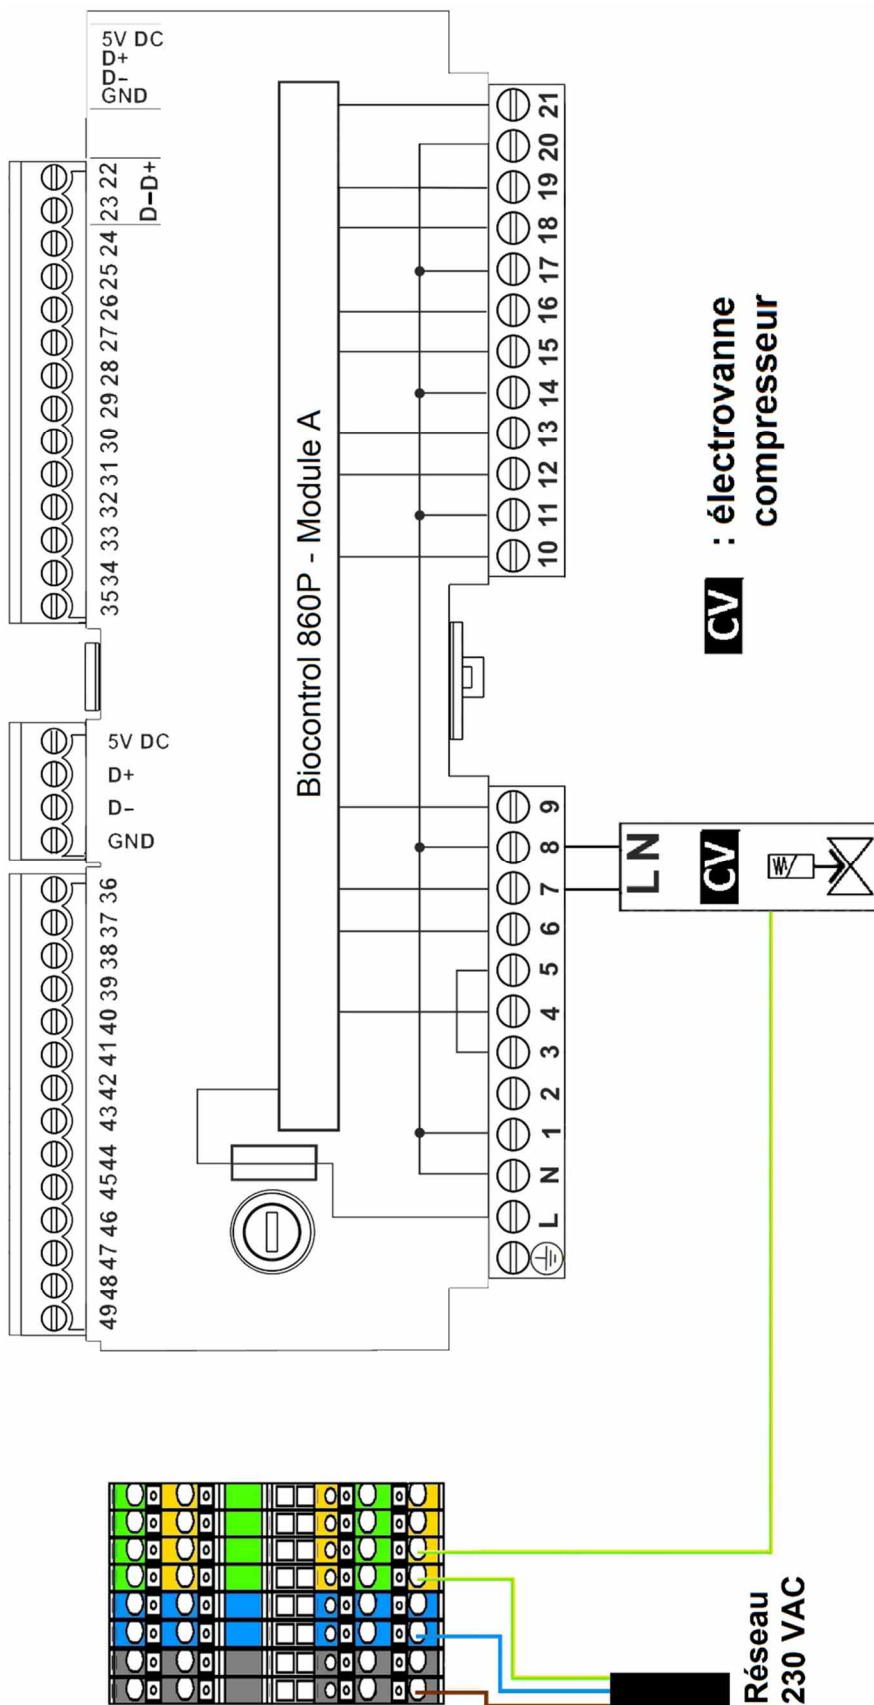 5V DC
D+
D-
GND
D-D+
22
23
24
25
26
27
28
29
30
31
32
33
34
35
5V DC
D+
D-
GND
36
37
38
39
40
41
42
43
44
45
46
47
48
49
Biocontrol 860P - Module A
21
20
19
18
17
16
15
14
13
12
11
10
9
8
7
6
5
4
3
2
1
N
L
L N
CV
CV : électrovanne
compresseur
Réseau
230 VAC